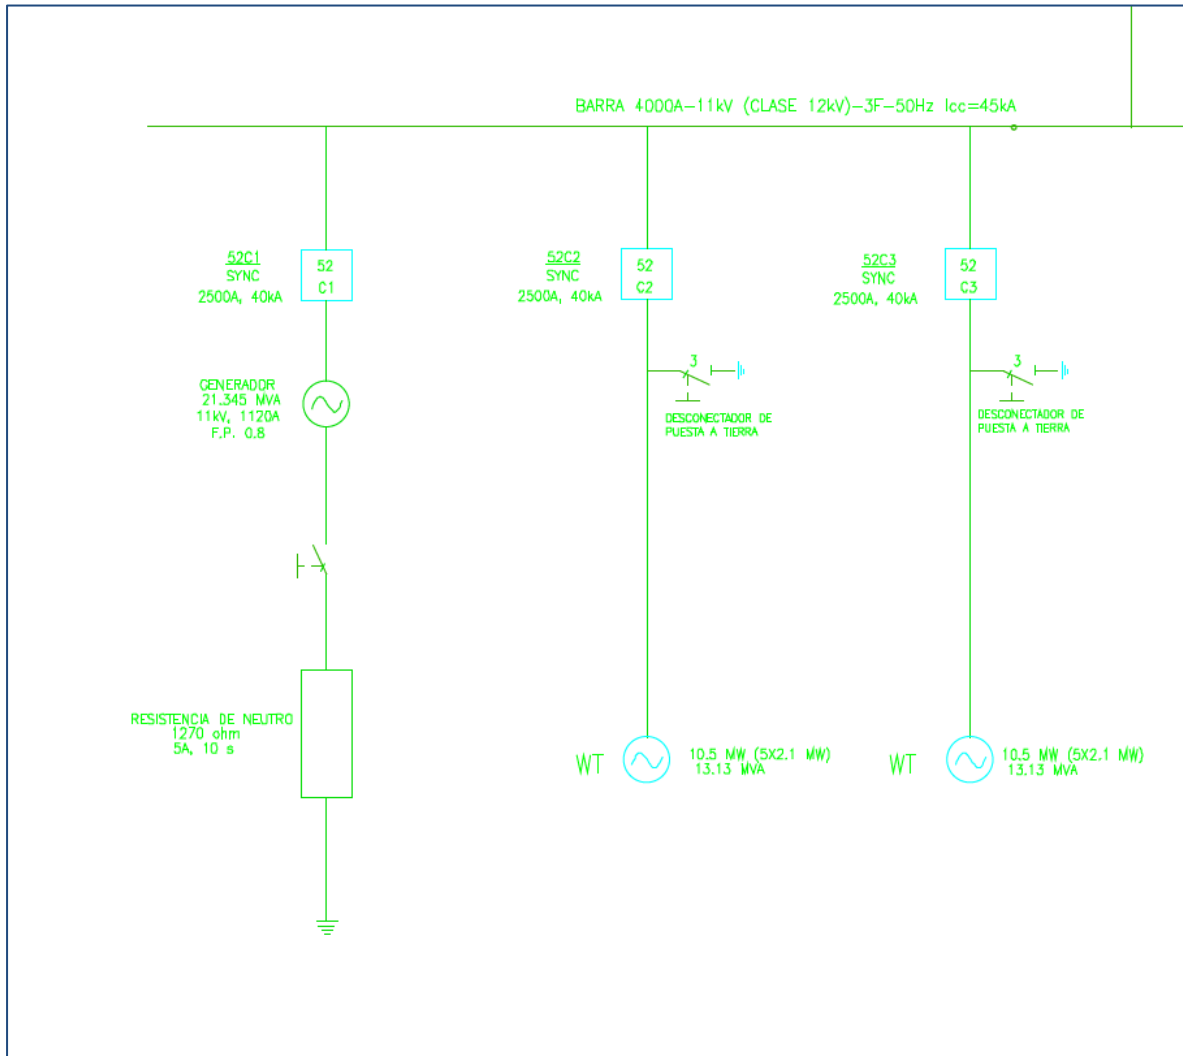 BARRA 4000A-11kV (CLASE 12kV)-3F-50Hz Icc=45kA
52C1
SYNC
2500A, 40kA
52
C1
52C2
SYNC
2500A, 40kA
52
C2
52C3
SYNC
2500A, 40kA
52
C3
GENERADOR
21.345 MVA
11kV, 1120A
F.P. 0.8
3
DESCONECTADOR DE
PUESTA A TIERRA
3
DESCONECTADOR DE
PUESTA A TIERRA
RESISTENCIA DE NEUTRO
1270 ohm
5A, 10 s
WT
10.5 MW (5X2.1 MW)
13.13 MVA
WT
10.5 MW (5X2.1 MW)
13.13 MVA